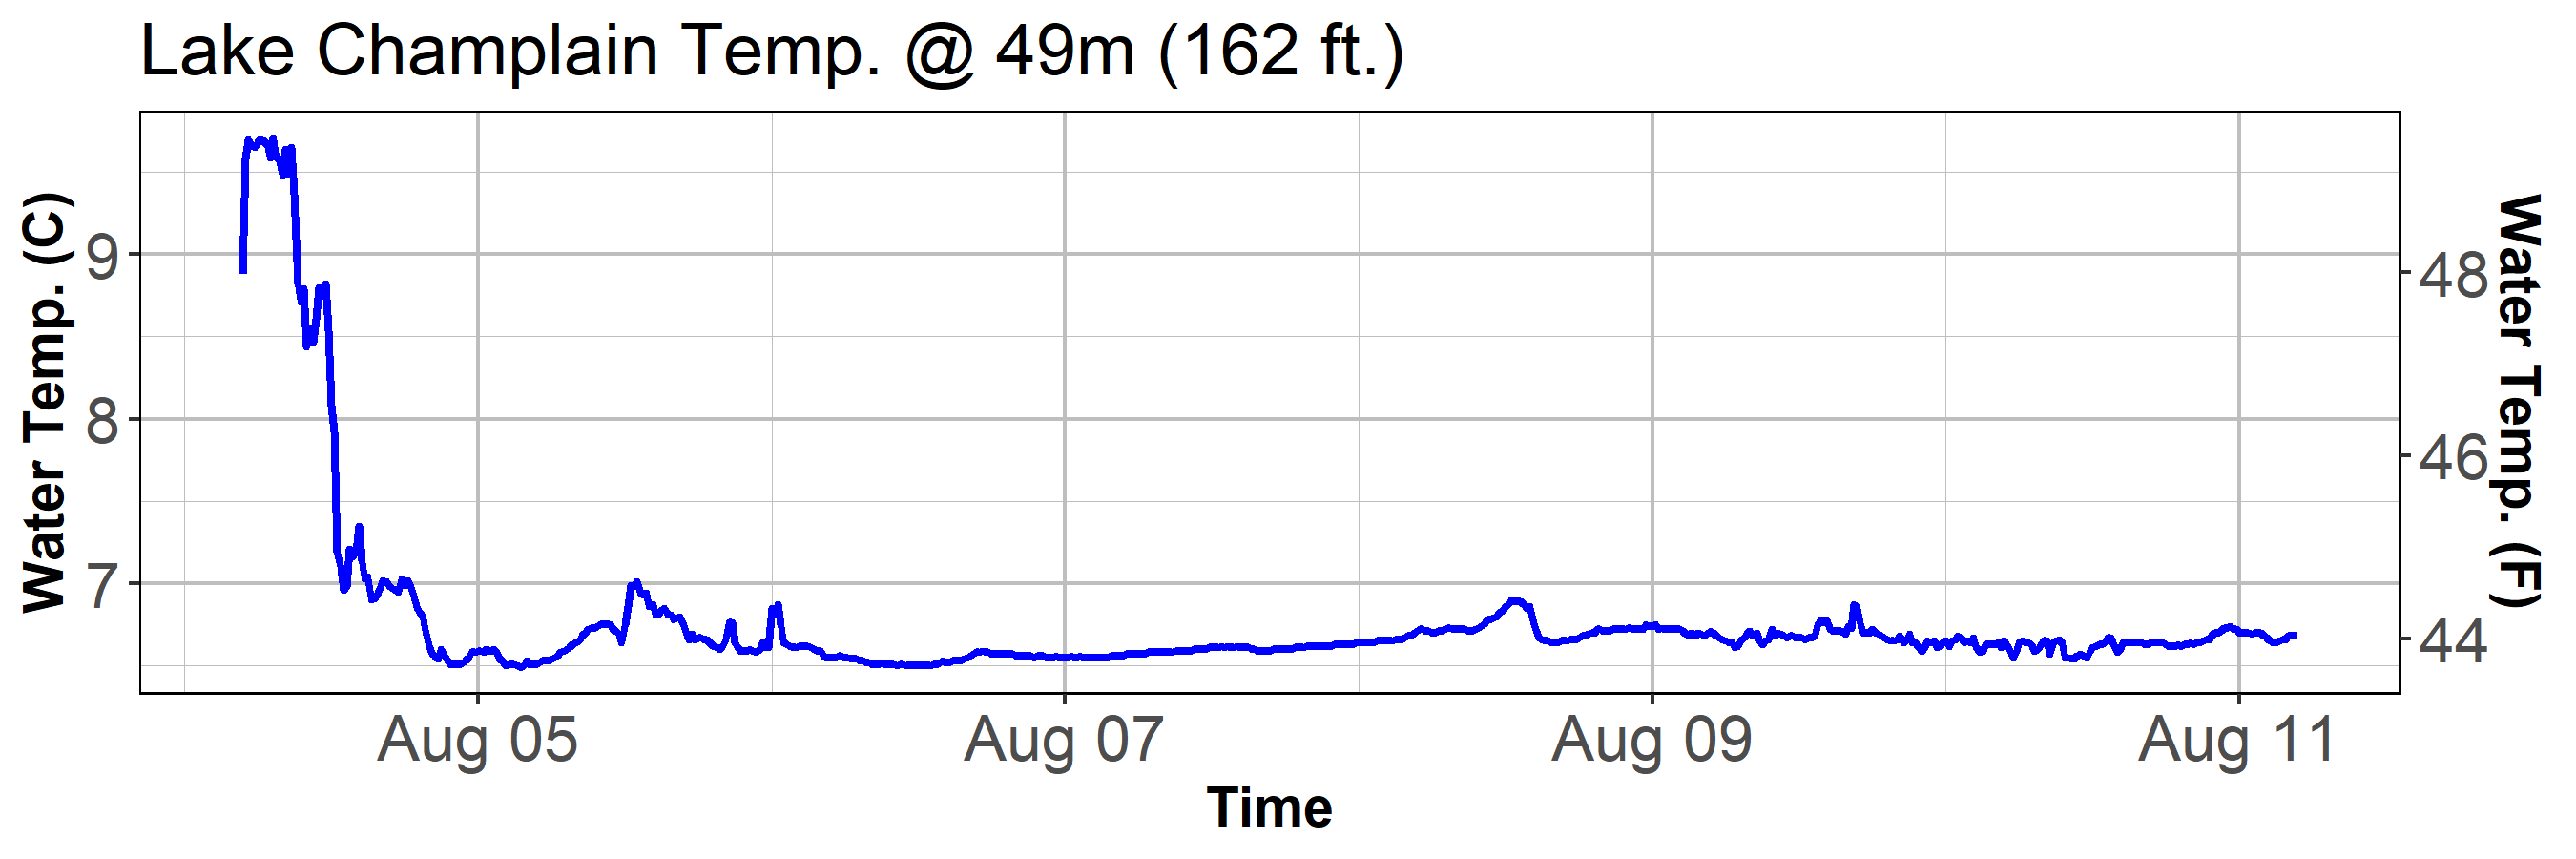 Lake Champlain Temp. @ 49m (162 ft.)
Water Temp. (C)
9
8
7
48
46
44
Water Temp. (F)
Aug 05
Aug 07
Aug 09
Aug 11
Time